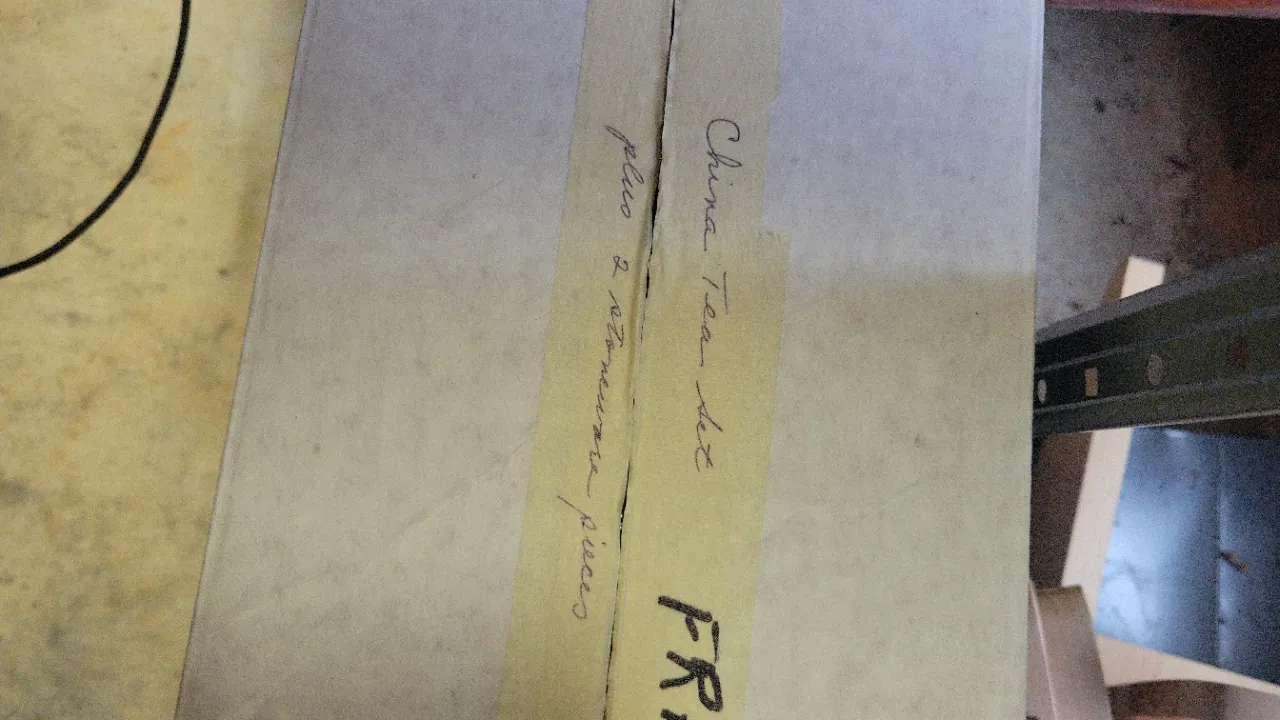 China Tea set
plus 2 stoneware pieces
FR